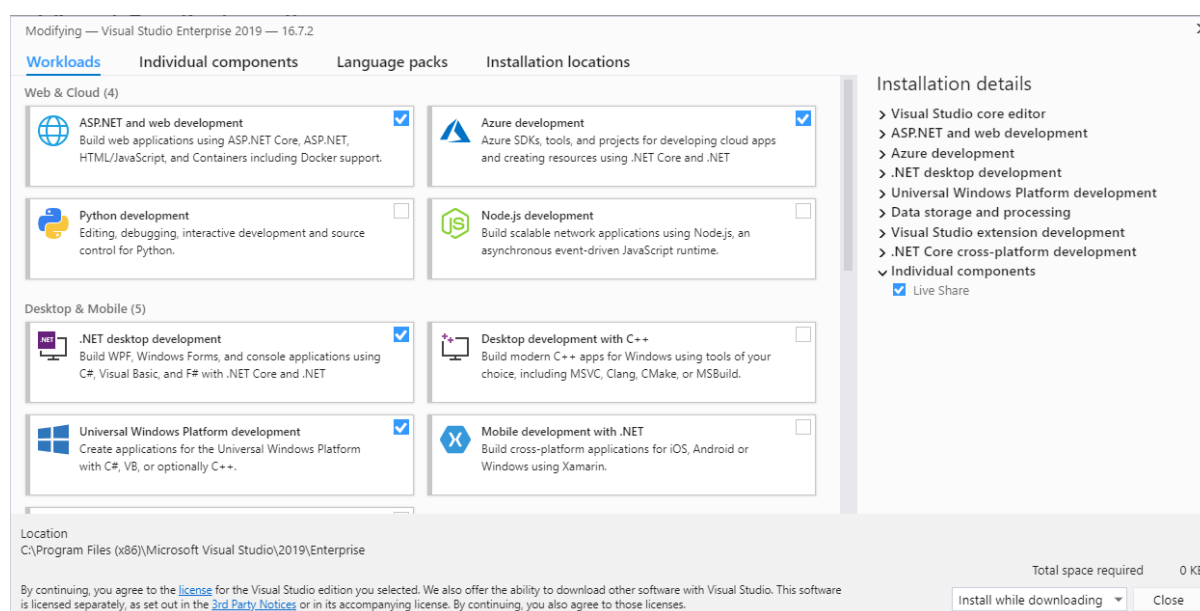 Modifying — Visual Studio Enterprise 2019 — 16.7.2
Workloads
Individual components
Language packs
Installation locations
Web & Cloud (4)
ASP.NET and web development
Build web applications using ASP.NET Core, ASP.NET,
HTML/JavaScript, and Containers including Docker support.
Azure development
Azure SDKs, tools, and projects for developing cloud apps
and creating resources using .NET Core and .NET
Python development
Editing, debugging, interactive development and source
control for Python.
Node.js development
Build scalable network applications using Node.js, an
asynchronous event-driven JavaScript runtime.
Desktop & Mobile (5)
.NET
.NET desktop development
Build WPF, Windows Forms, and console applications using
C#, Visual Basic, and F# with .NET Core and .NET
Desktop development with C++
Build modern C++ apps for Windows using tools of your
choice, including MSVC, Clang, CMake, or MSBuild.
Universal Windows Platform development
Create applications for the Universal Windows Platform
with C#, VB, or optionally C++.
Mobile development with .NET
Build cross-platform applications for iOS, Android or
Windows using Xamarin.
Installation details
Visual Studio core editor
ASP.NET and web development
Azure development
.NET desktop development
Universal Windows Platform development
Data storage and processing
Visual Studio extension development
.NET Core cross-platform development
Individual components
Live Share
Location
C:\Program Files (x86)\Microsoft Visual Studio\2019\Enterprise
By continuing, you agree to the license for the Visual Studio edition you selected. We also offer the ability to download other software with Visual Studio. This software
is licensed separately, as set out in the 3rd Party Notices or in its accompanying license. By continuing, you also agree to those licenses.
Total space required 0 KB
Install while downloading
Close